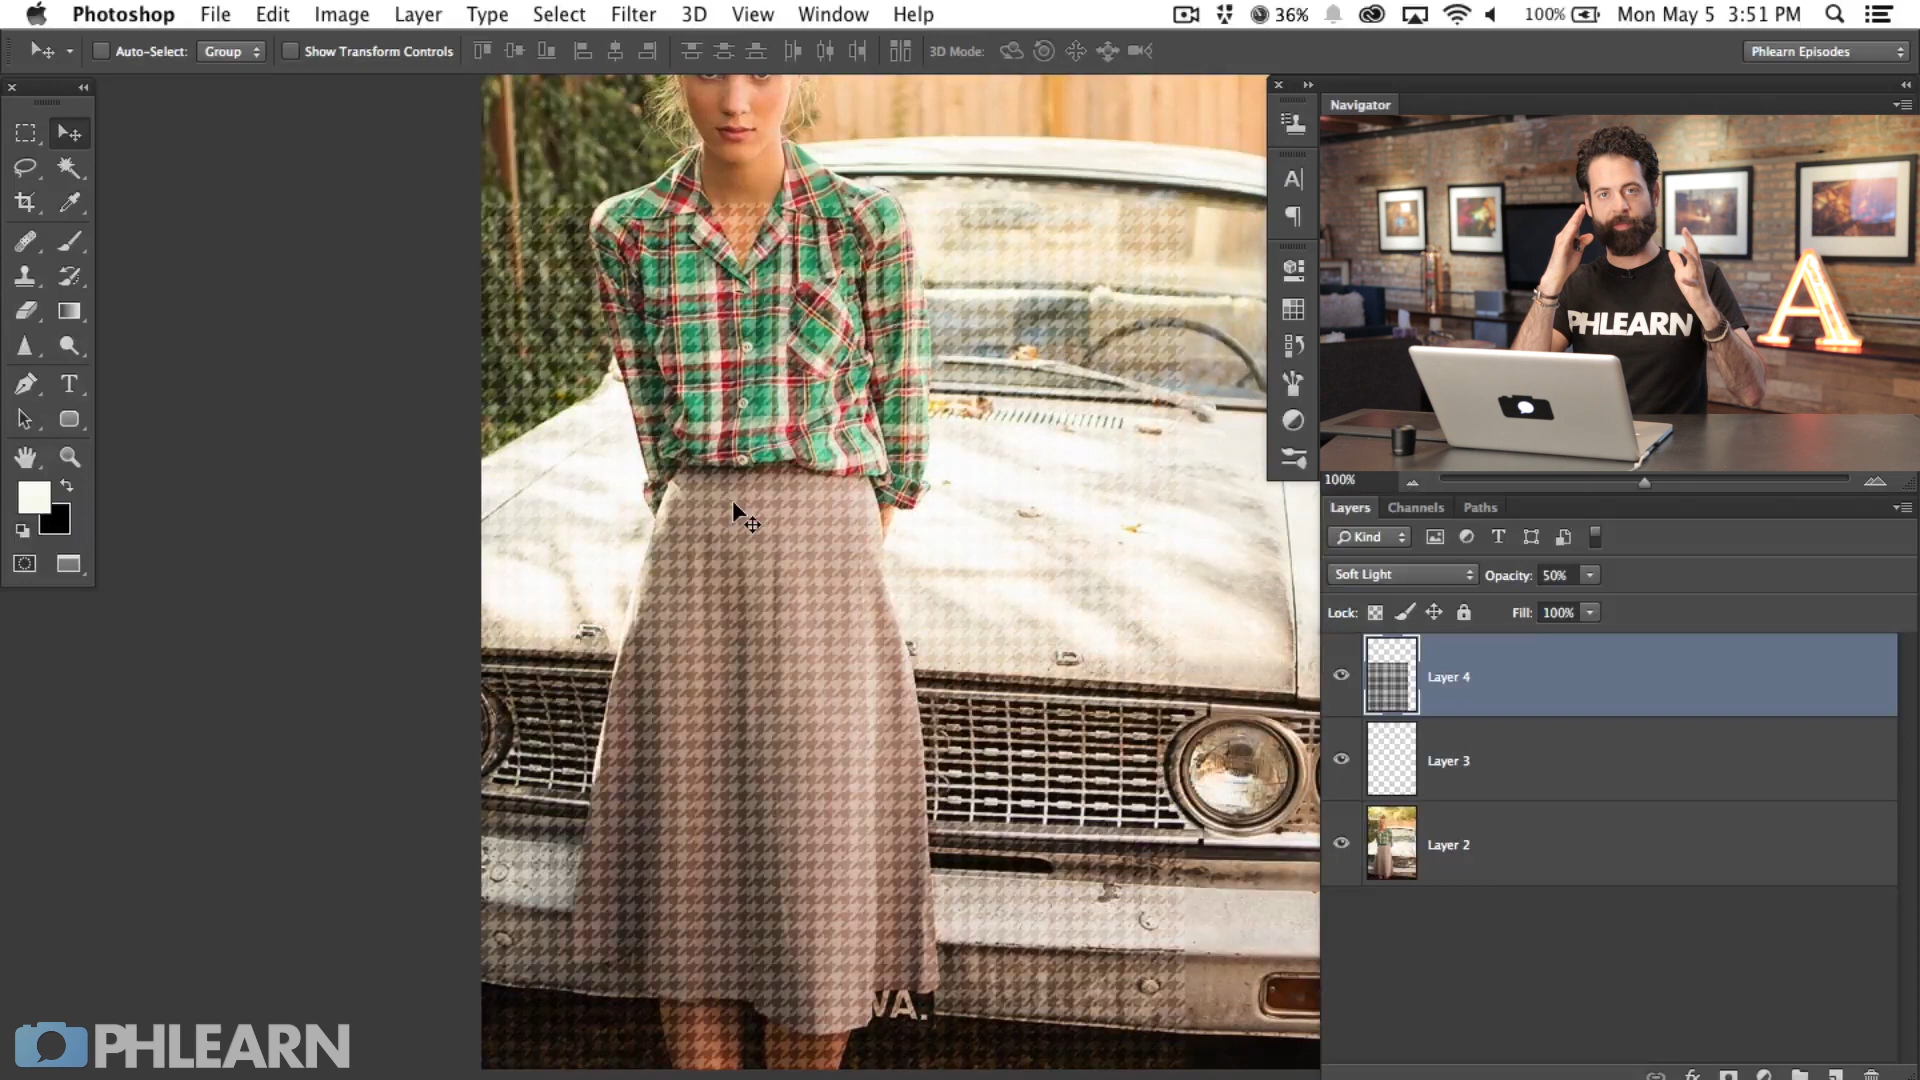 Photoshop File Edit Image Layer Type Select Filter 3D View Window Help 36% 100% Mon May 5 3:51 PM
Auto-Select: Group Show Transform Controls 3D Mode: Phlearn Episodes
Navigator
A
PHLEARN
T
100%
Layers Channels Paths
Kind T
Soft Light Opacity: 50%
Lock: Fill: 100%
Layer 4
Layer 3
Layer 2
VA.
PHLEARN
fx